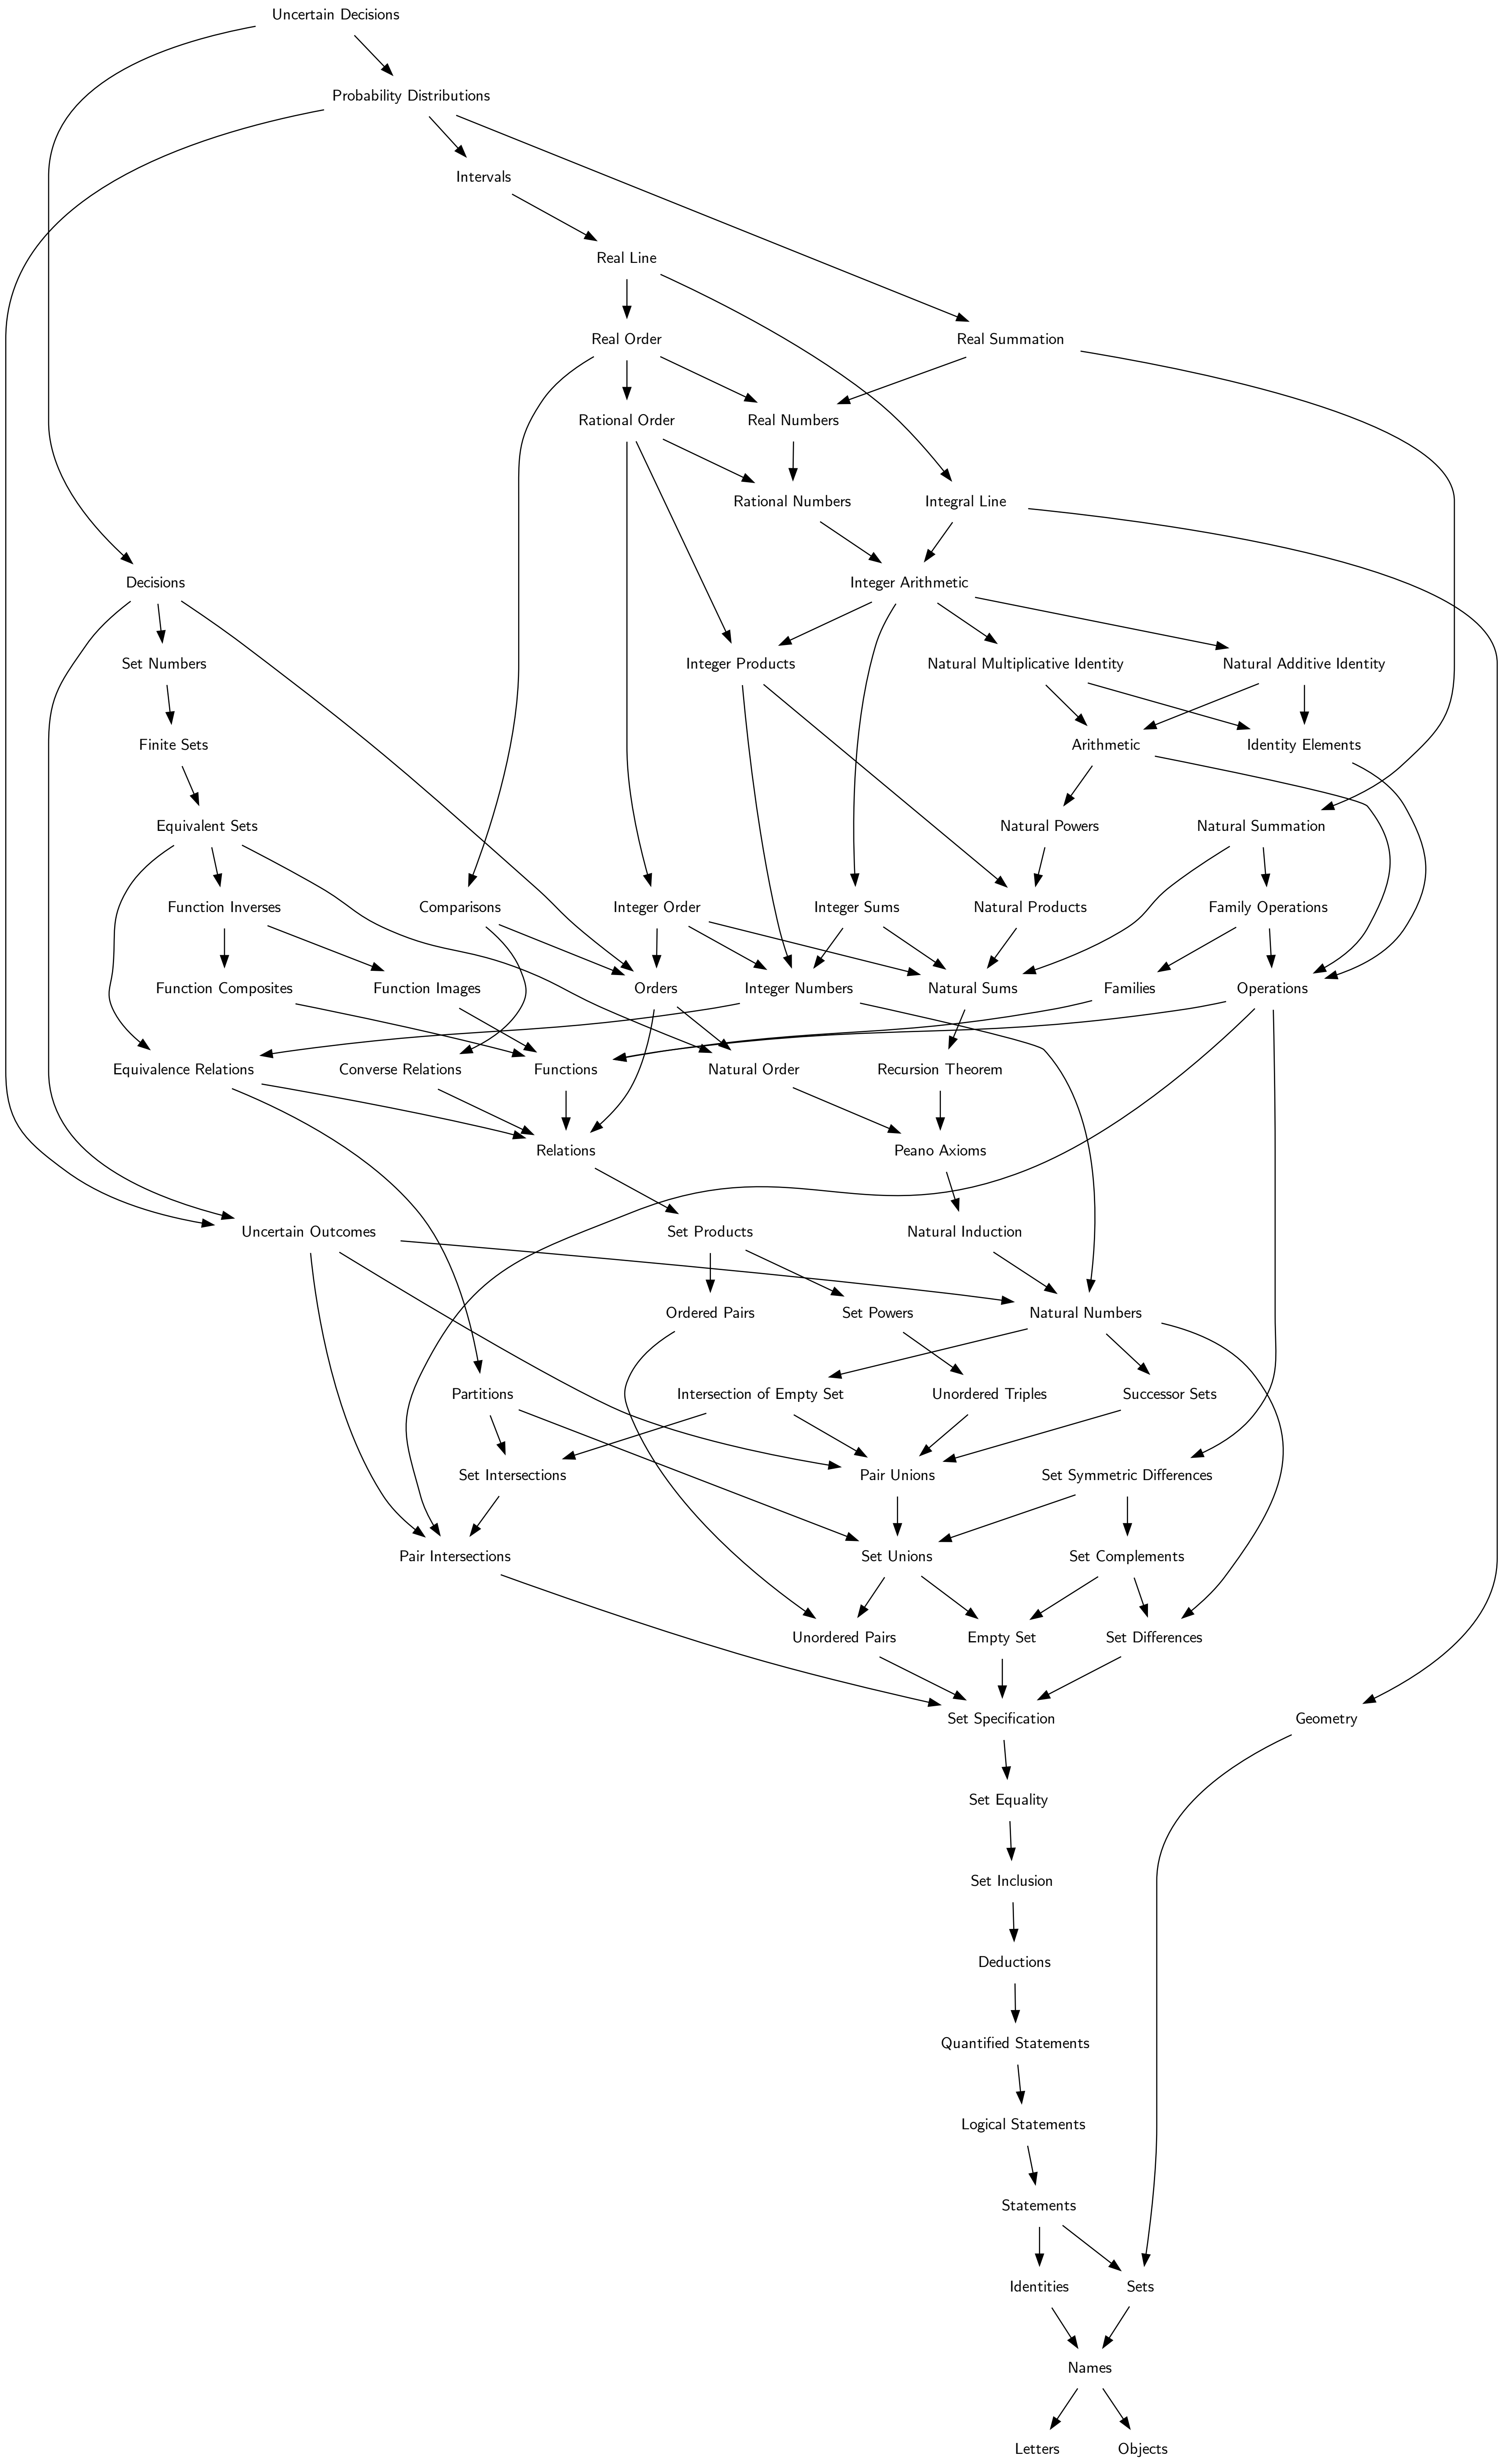 Uncertain Decisions
Probability Distributions
Intervals
Real Line
Real Order
Real Summation
Rational Order
Real Numbers
Rational Numbers
Integral Line
Decisions
Integer Arithmetic
Set Numbers
Integer Products
Natural Multiplicative Identity
Natural Additive Identity
Finite Sets
Arithmetic
Identity Elements
Equivalent Sets
Natural Powers
Natural Summation
Function Inverses
Comparisons
Integer Order
Integer Sums
Natural Products
Family Operations
Function Composites
Function Images
Orders
Integer Numbers
Natural Sums
Families
Operations
Equivalence Relations
Converse Relations
Functions
Natural Order
Recursion Theorem
Relations
Peano Axioms
Uncertain Outcomes
Set Products
Natural Induction
Ordered Pairs
Set Powers
Natural Numbers
Partitions
Intersection of Empty Set
Unordered Triples
Successor Sets
Set Intersections
Pair Unions
Set Symmetric Differences
Pair Intersections
Set Unions
Set Complements
Unordered Pairs
Empty Set
Set Differences
Set Specification
Geometry
Set Equality
Set Inclusion
Deductions
Quantified Statements
Logical Statements
Statements
Identities
Sets
Names
Letters
Objects